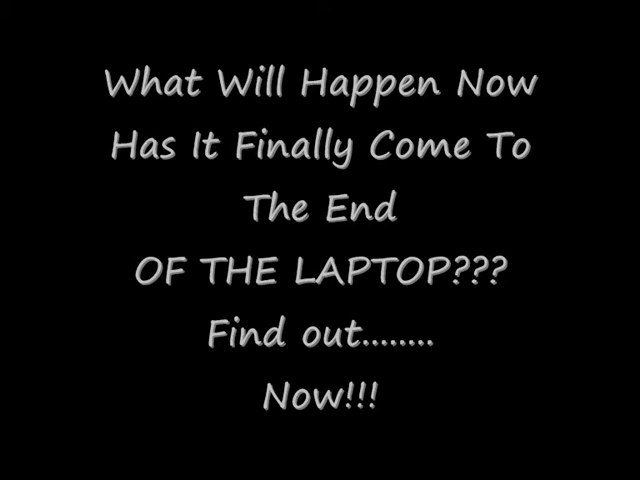 What Will Happen Now
Has It Finally Come To
The End
OF THE LAPTOP???
Find out........
Now!!!